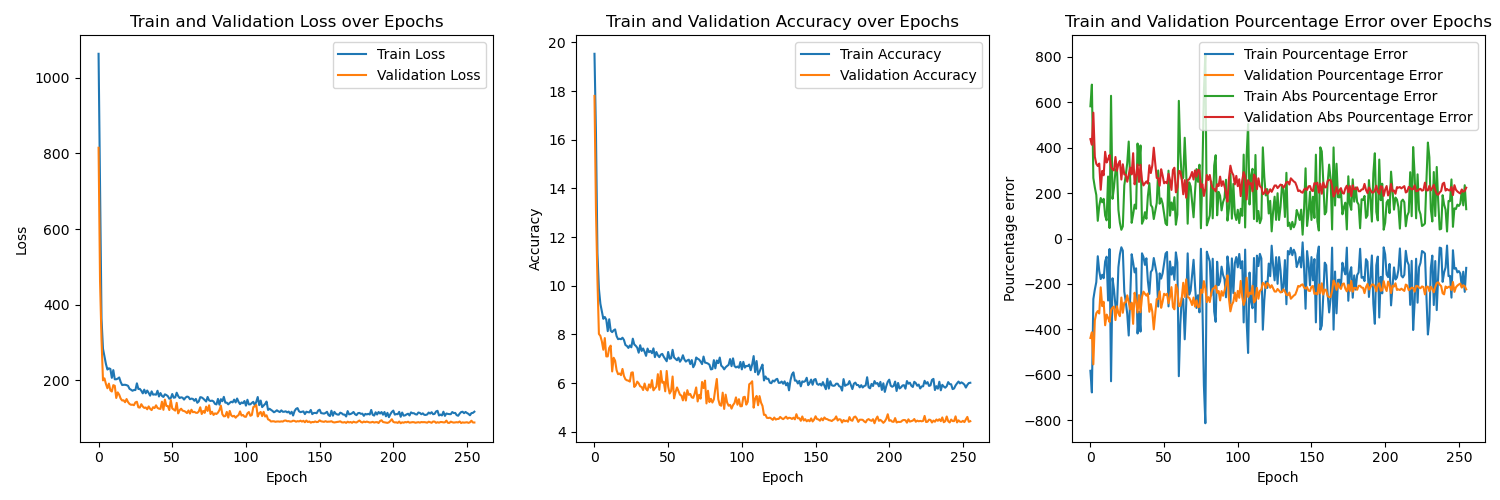 Train and Validation Loss over Epochs
Train Loss
Validation Loss
Loss
1000
800
600
400
200
0
50
100
150
200
250
Epoch
Train and Validation Accuracy over Epochs
Train Accuracy
Validation Accuracy
Accuracy
20
18
16
14
12
10
8
6
4
0
50
100
150
200
250
Epoch
Train and Validation Pourcentage Error over Epochs
Train Pourcentage Error
Validation Pourcentage Error
Train Abs Pourcentage Error
Validation Abs Pourcentage Error
Pourcentage error
800
600
400
200
0
−200
−400
−600
−800
0
50
100
150
200
250
Epoch